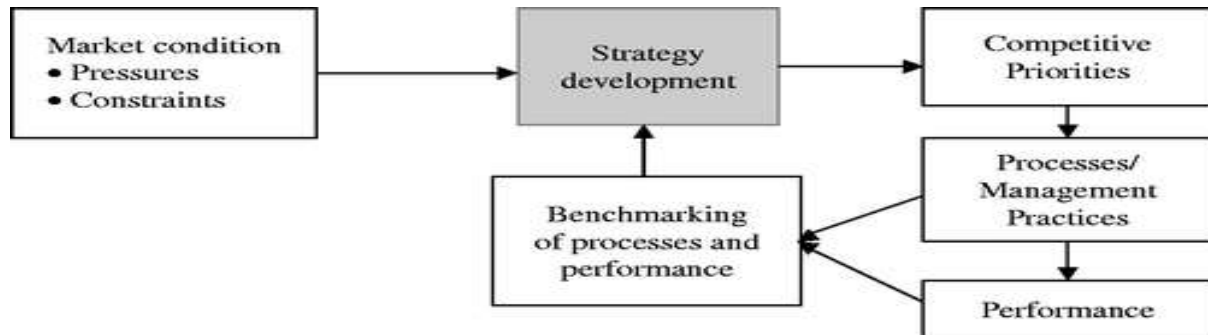 Market condition
• Pressures
• Constraints
Strategy
development
Competitive
Priorities
Processes/
Management
Practices
Benchmarking
of processes and
performance
Performance